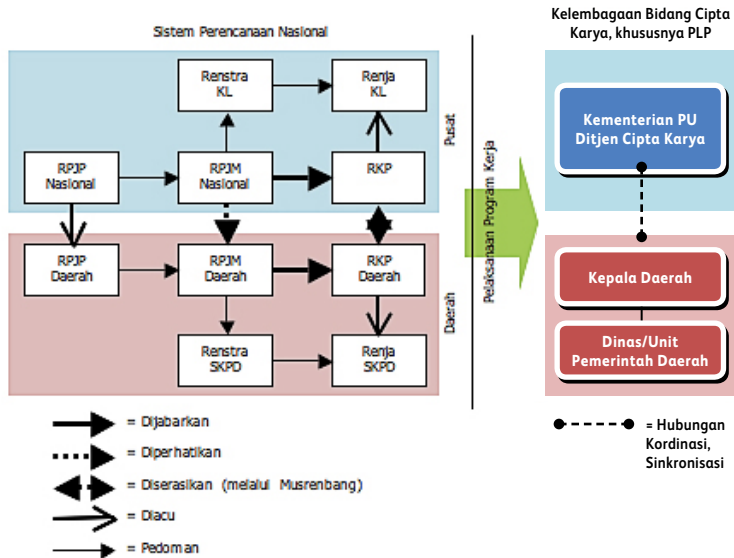 Sistem Perencanaan Nasional
Renstra
KL
Renja
KL
RPJP
Nasional
RPJM
Nasional
RKP
Pusat
RPJP
Daerah
RPJM
Daerah
RKP
Daerah
Renstra
SKPD
Renja
SKPD
Daerah
Pelaksanaan Program Kerja
Kelembagaan Bidang Cipta
Karya, khususnya PLP
Kementerian PU
Ditjen Cipta Karya
Kepala Daerah
Dinas/Unit
Pemerintah Daerah
= Hubungan
Kordinasi,
Sinkronisasi
= Dijabarkan
= Diperhatikan
= Diserasikan (melalui Musrenbang)
= Diacu
= Pedoman